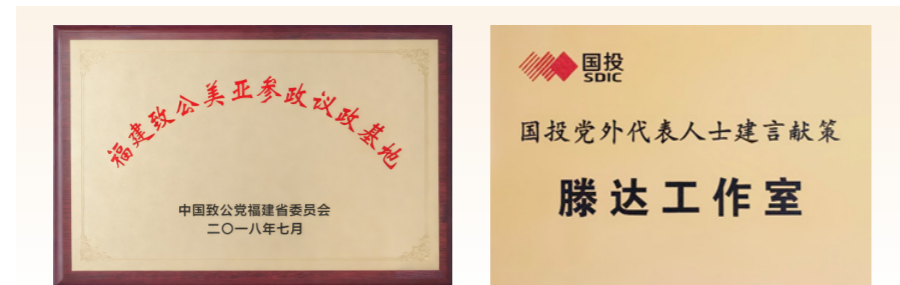 福建致公美亚参政议政基地
中国致公党福建省委员会
二〇一八年七月
国投
SDIC
国投党外代表人士建言献策
滕达工作室